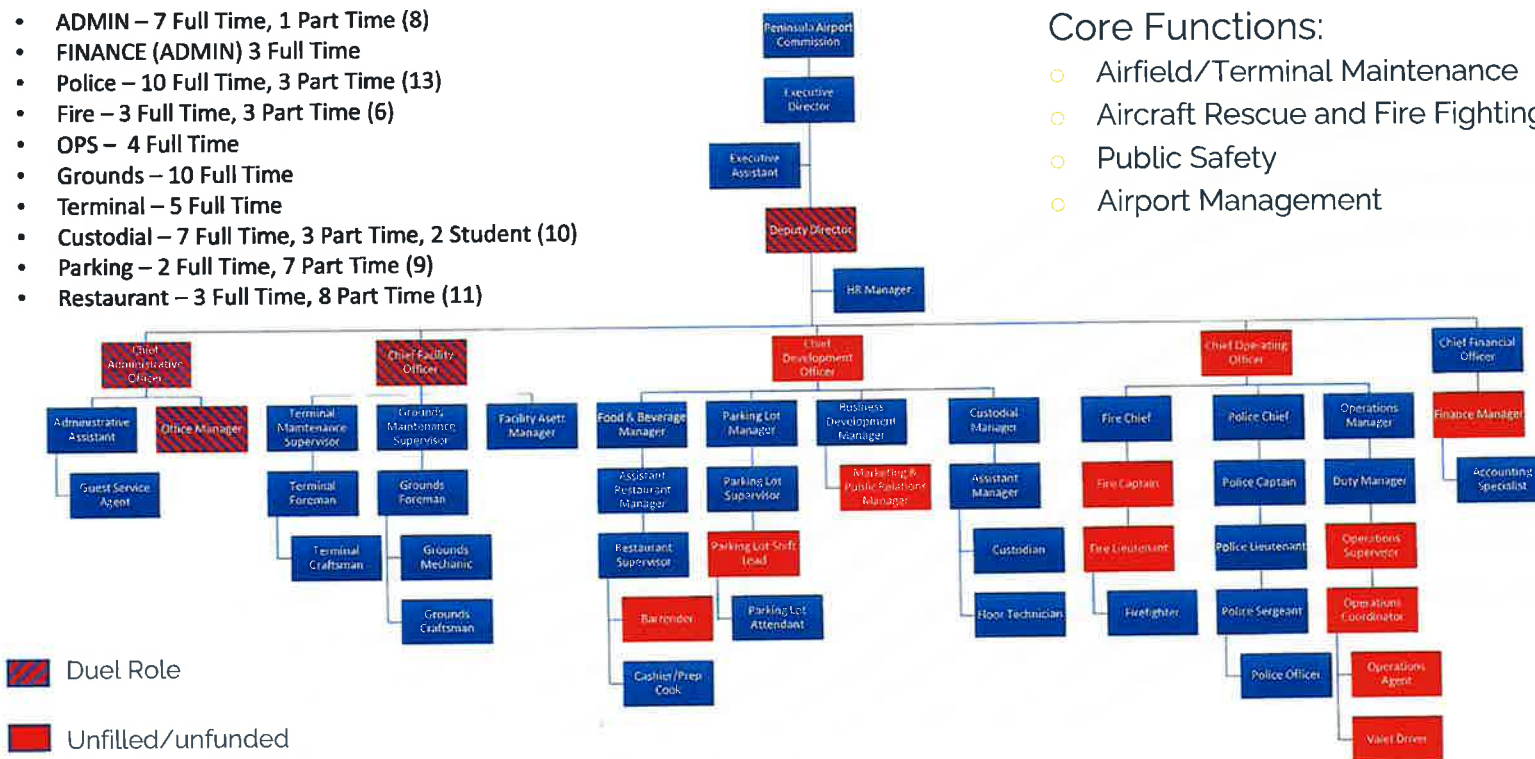 • ADMIN – 7 Full Time, 1 Part Time (8)
• FINANCE (ADMIN) 3 Full Time
• Police – 10 Full Time, 3 Part Time (13)
• Fire – 3 Full Time, 3 Part Time (6)
• OPS – 4 Full Time
• Grounds – 10 Full Time
• Terminal – 5 Full Time
• Custodial – 7 Full Time, 3 Part Time, 2 Student (10)
• Parking – 2 Full Time, 7 Part Time (9)
• Restaurant – 3 Full Time, 8 Part Time (11)
Core Functions:
Airfield/Terminal Maintenance
Aircraft Rescue and Fire Fighting
Public Safety
Airport Management
Peninsula Airport
Commission
Executive
Director
Executive
Assistant
Deputy Director
HR Manager
Chief
Administrative
Officer
Chief Facility
Officer
Chief
Development
Officer
Chief Operating
Officer
Chief Financial
Officer
Administrative
Assistant
Office Manager
Guest Service
Agent
Terminal
Maintenance
Supervisor
Grounds
Maintenance
Supervisor
Facility Asett
Manager
Terminal
Foreman
Grounds
Foreman
Terminal
Craftsman
Grounds
Mechanic
Grounds
Craftsman
Food & Beverage
Manager
Parking Lot
Manager
Business
Development
Manager
Custodial
Manager
Assistant
Restaurant
Manager
Parking Lot
Supervisor
Marketing &
Public Relations
Manager
Assistant
Manager
Restaurant
Supervisor
Parking Lot Shift
Lead
Custodian
Bartender
Parking Lot
Attendant
Floor Technician
Cashier/Prep
Cook
Fire Chief
Police Chief
Operations
Manager
Finance Manager
Fire Captain
Police Captain
Duty Manager
Accounting
Specialist
Fire Lieutenant
Police Lieutenant
Operations
Supervisor
Firefighter
Police Sergeant
Operations
Coordinator
Police Officer
Operations
Agent
Valet Driver
Duel Role
Unfilled/unfunded